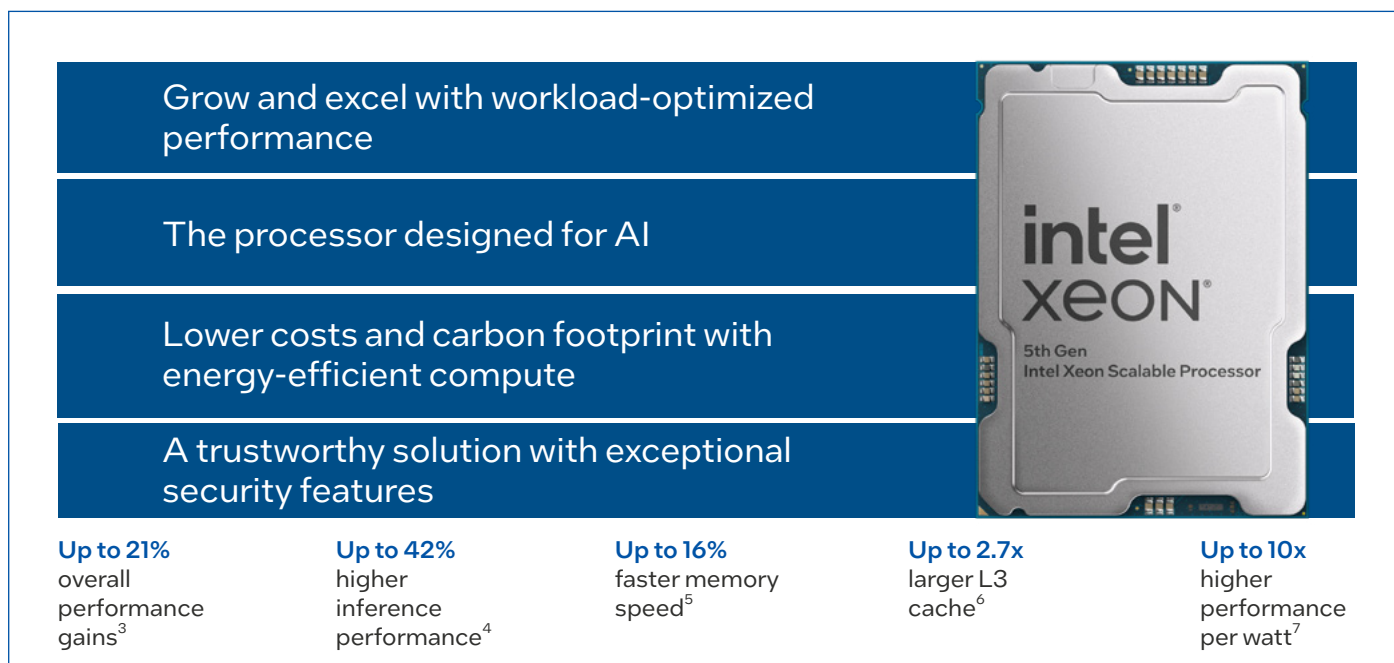 Grow and excel with workload-optimized
performance
The processor designed for AI
Lower costs and carbon footprint with
energy-efficient compute
A trustworthy solution with exceptional
security features
intel®
xeon®
5th Gen
Intel Xeon Scalable Processor
Up to 21%
overall
performance
gains³
Up to 42%
higher
inference
performance⁴
Up to 16%
faster memory
speed⁵
Up to 2.7x
larger L3
cache⁶
Up to 10x
higher
performance
per watt⁷